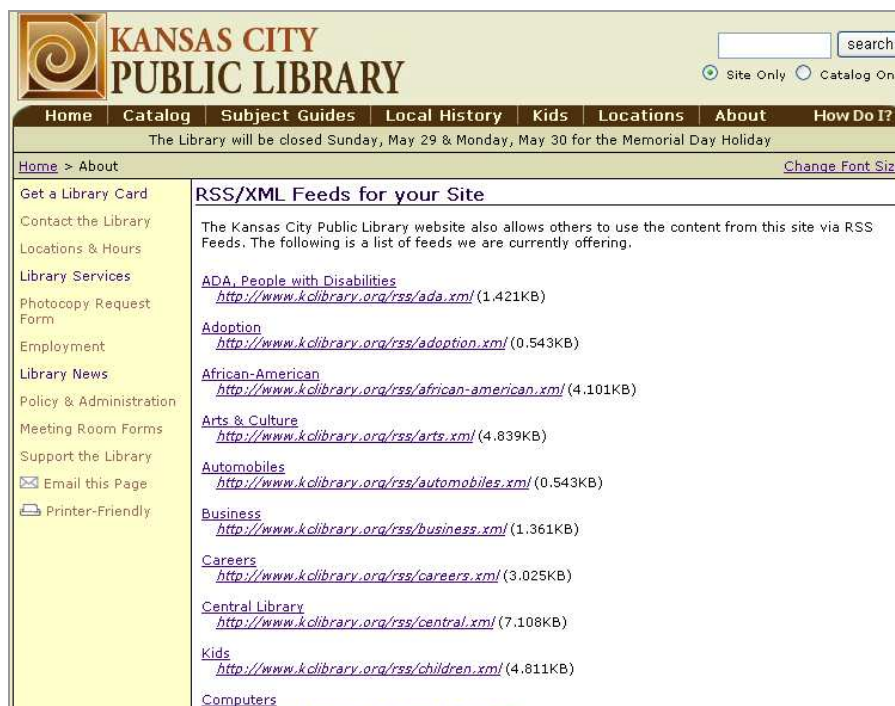 KANSAS CITY
PUBLIC LIBRARY
search
Site Only Catalog On
Home Catalog Subject Guides Local History Kids Locations About How Do I?
The Library will be closed Sunday, May 29 & Monday, May 30 for the Memorial Day Holiday
Home > About
Change Font Siz
Get a Library Card
Contact the Library
Locations & Hours
Library Services
Photocopy Request
Form
Employment
Library News
Policy & Administration
Meeting Room Forms
Support the Library
Email this Page
Printer-Friendly
RSS/XML Feeds for your Site
The Kansas City Public Library website also allows others to use the content from this site via RSS
Feeds. The following is a list of feeds we are currently offering.
ADA, People with Disabilities
http://www.kclibrary.org/rss/ada.xml (1.421KB)
Adoption
http://www.kclibrary.org/rss/adoption.xml (0.543KB)
African-American
http://www.kclibrary.org/rss/african-american.xml (4.101KB)
Arts & Culture
http://www.kclibrary.org/rss/arts.xml (4.839KB)
Automobiles
http://www.kclibrary.org/rss/automobiles.xml (0.543KB)
Business
http://www.kclibrary.org/rss/business.xml (1.361KB)
Careers
http://www.kclibrary.org/rss/careers.xml (3.025KB)
Central Library
http://www.kclibrary.org/rss/central.xml (7.108KB)
Kids
http://www.kclibrary.org/rss/children.xml (4.811KB)
Computers